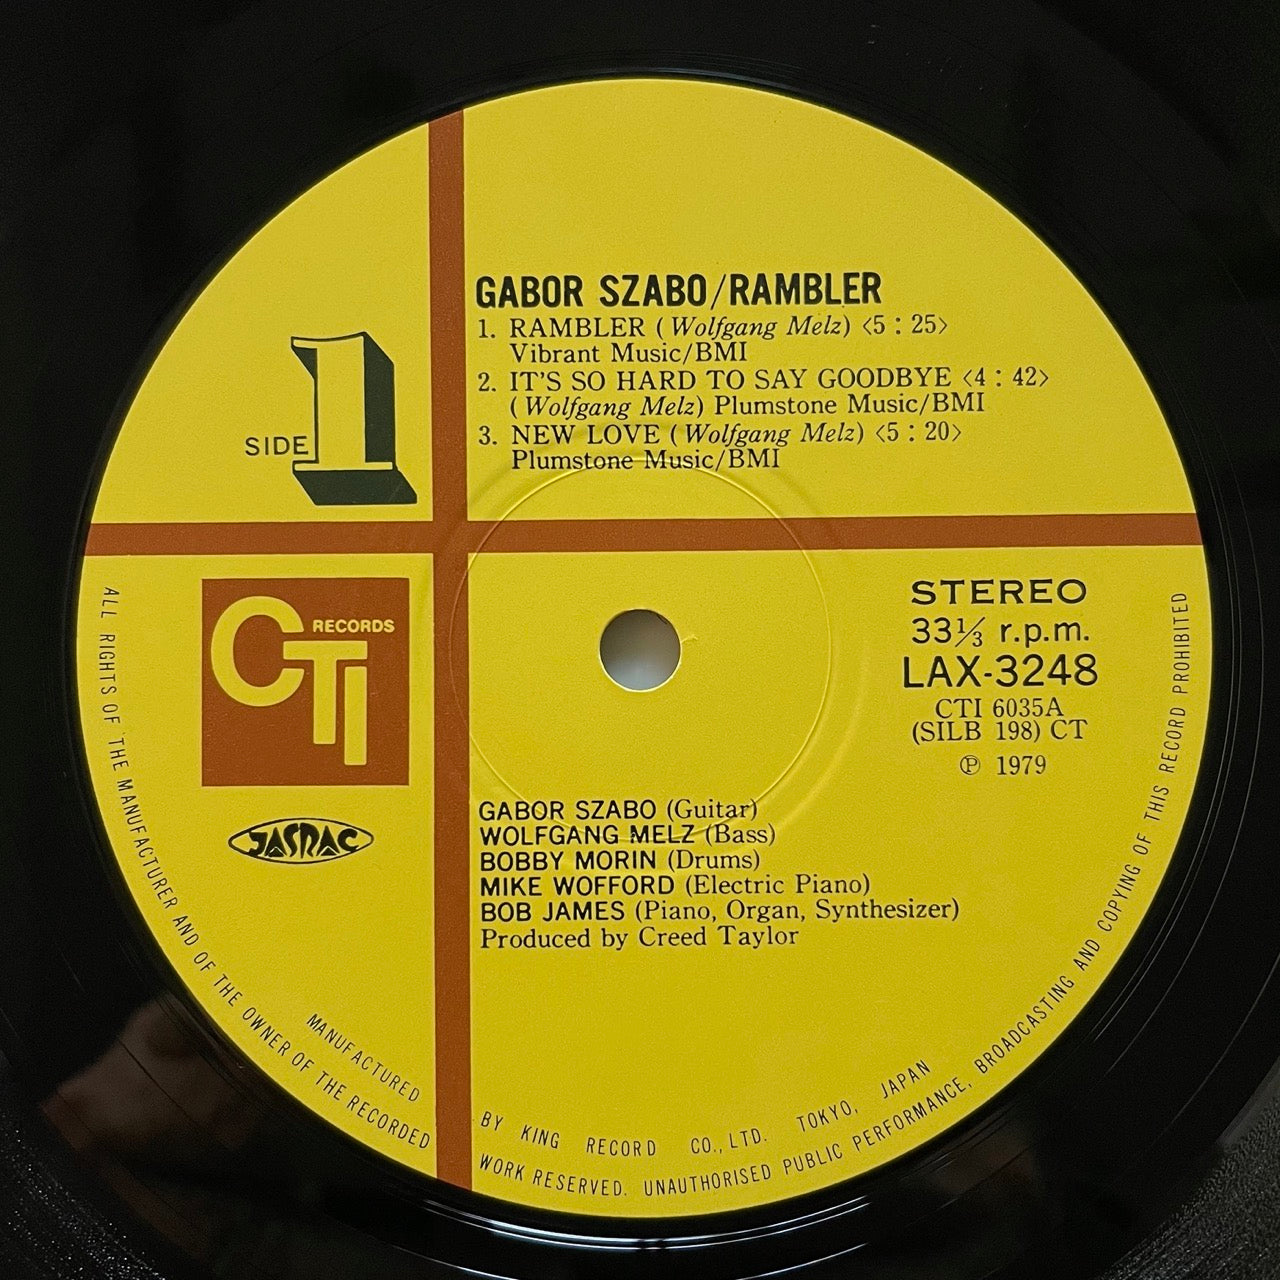 GABOR SZABO/RAMBLER
1. RAMBLER (Wolfgang Melz) <5 : 25>
Vibrant Music/BMI
2. IT'S SO HARD TO SAY GOODBYE <4 : 42>
(Wolfgang Melz) Plumstone Music/BMI
3. NEW LOVE (Wolfgang Melz) <5 : 20>
Plumstone Music/BMI
SIDE 1
CTI RECORDS
JASRAC
STEREO
33⅓ r.p.m.
LAX-3248
CTI 6035A
(SILB 198) CT
℗ 1979
GABOR SZABO (Guitar)
WOLFGANG MELZ (Bass)
BOBBY MORIN (Drums)
MIKE WOFFORD (Electric Piano)
BOB JAMES (Piano, Organ, Synthesizer)
Produced by Creed Taylor
MANUFACTURED BY KING RECORD CO., LTD. TOKYO, JAPAN
ALL RIGHTS OF THE MANUFACTURER AND OF THE OWNER OF THE RECORDED WORK RESERVED. UNAUTHORISED PUBLIC PERFORMANCE, BROADCASTING AND COPYING OF THIS RECORD PROHIBITED